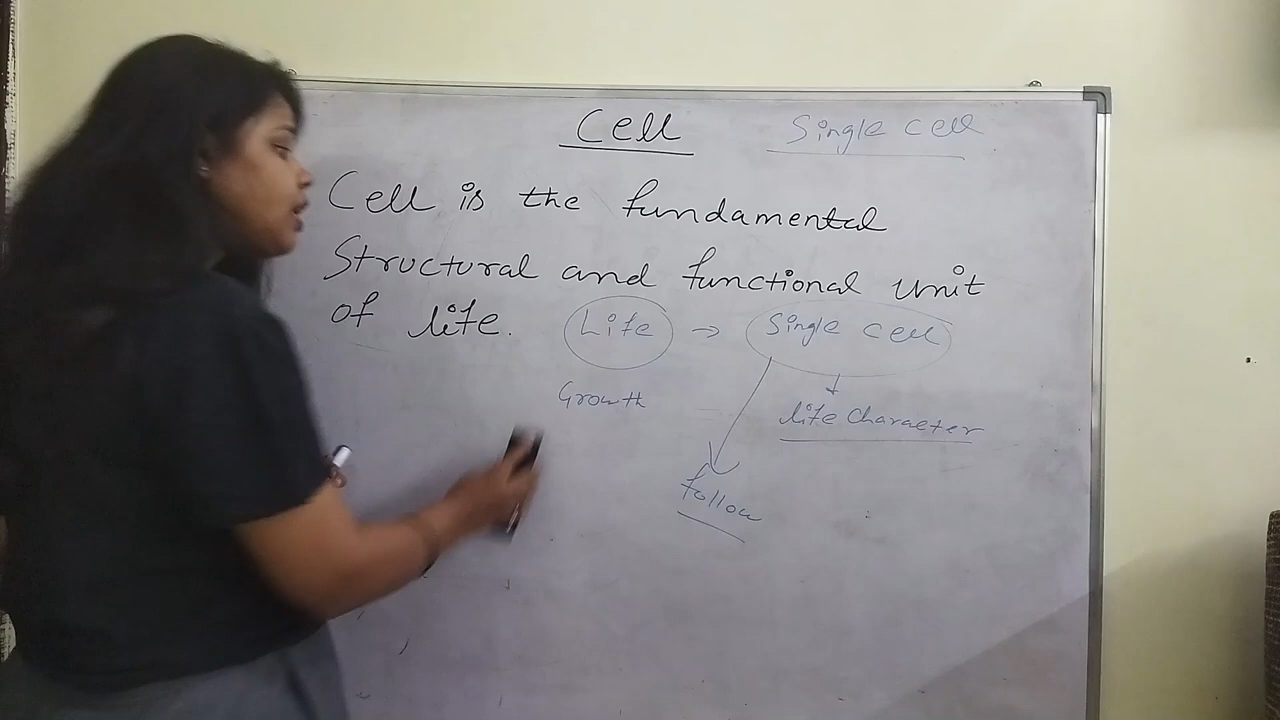 Cell
Single cell
Cell is the fundamental
Structural and functional unit
of life.
Life → Single cell
Growth
life Character
follow